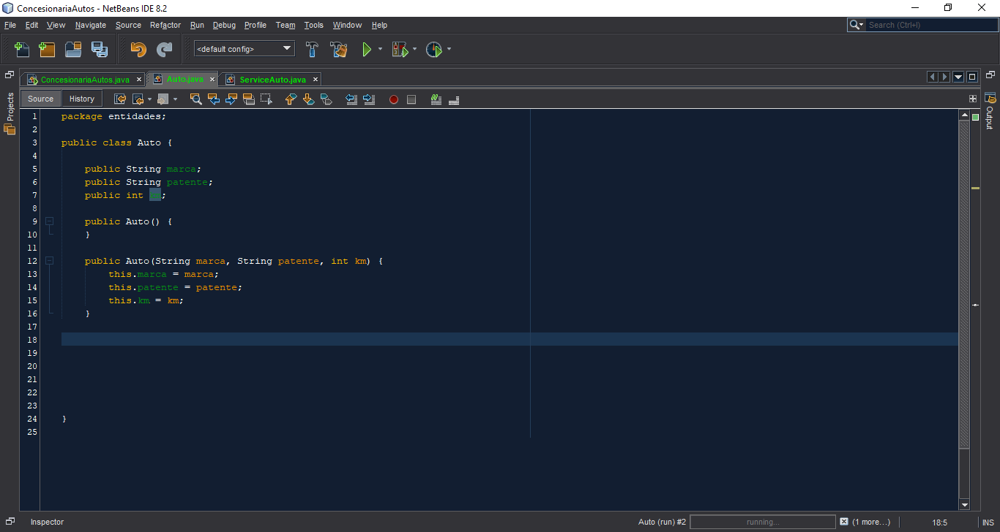 ConcesionariaAutos - NetBeans IDE 8.2
File Edit View Navigate Source Refactor Run Debug Profile Team Tools Window Help
Search (Ctrl+I)
<default config>
ConcesionariaAutos.java Auto.java ServiceAuto.java
Projects
Output
Source History
1 package entidades;
2
3 public class Auto {
4
5 public String marca;
6 public String patente;
7 public int km;
8
9 public Auto() {
10 }
11
12 public Auto(String marca, String patente, int km) {
13 this.marca = marca;
14 this.patente = patente;
15 this.km = km;
16 }
17
18
19
20
21
22
23
24 }
25
Inspector Auto (run) #2 running... (1 more...) 18:5 INS